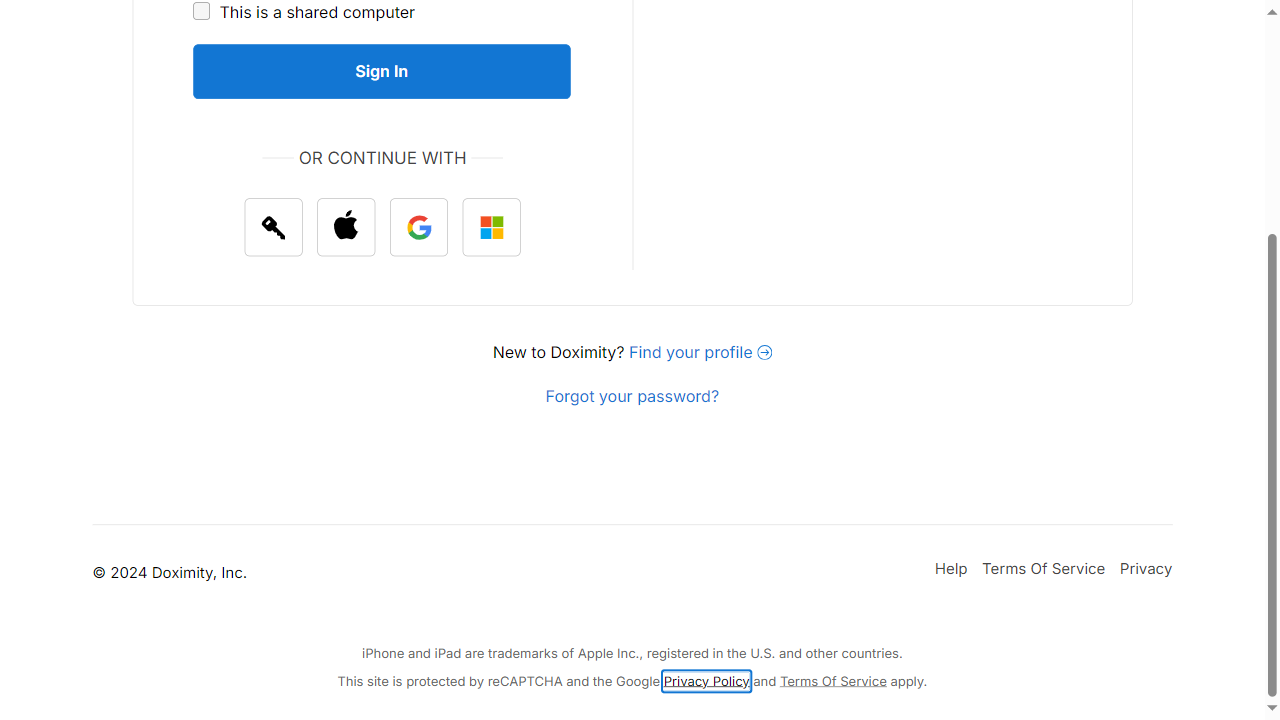 This is a shared computer
Sign In
OR CONTINUE WITH
New to Doximity? Find your profile
Forgot your password?
© 2024 Doximity, Inc.
Help Terms Of Service Privacy
iPhone and iPad are trademarks of Apple Inc., registered in the U.S. and other countries.
This site is protected by reCAPTCHA and the Google Privacy Policy and Terms Of Service apply.